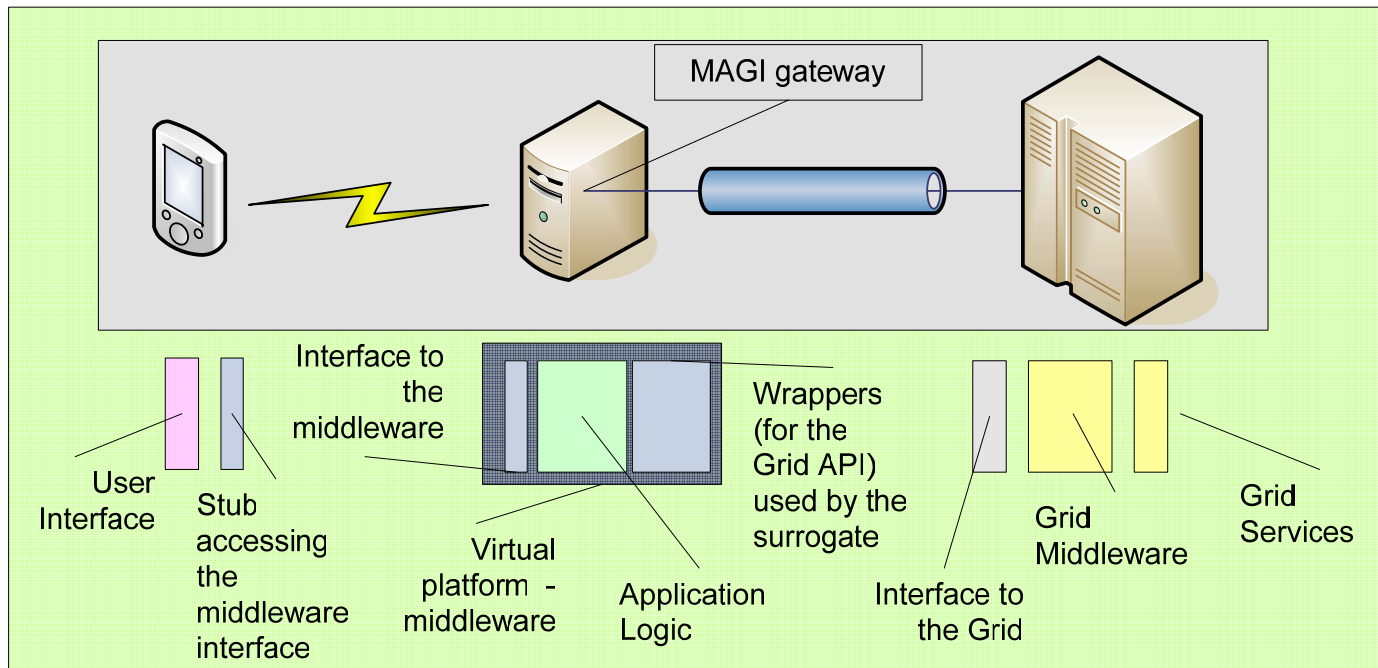 MAGI gateway
Interface to
the
middleware
Wrappers
(for the
Grid API)
used by the
surrogate
User
Interface
Stub
accessing
the
middleware
interface
Virtual
platform -
middleware
Application
Logic
Interface to
the Grid
Grid
Middleware
Grid
Services